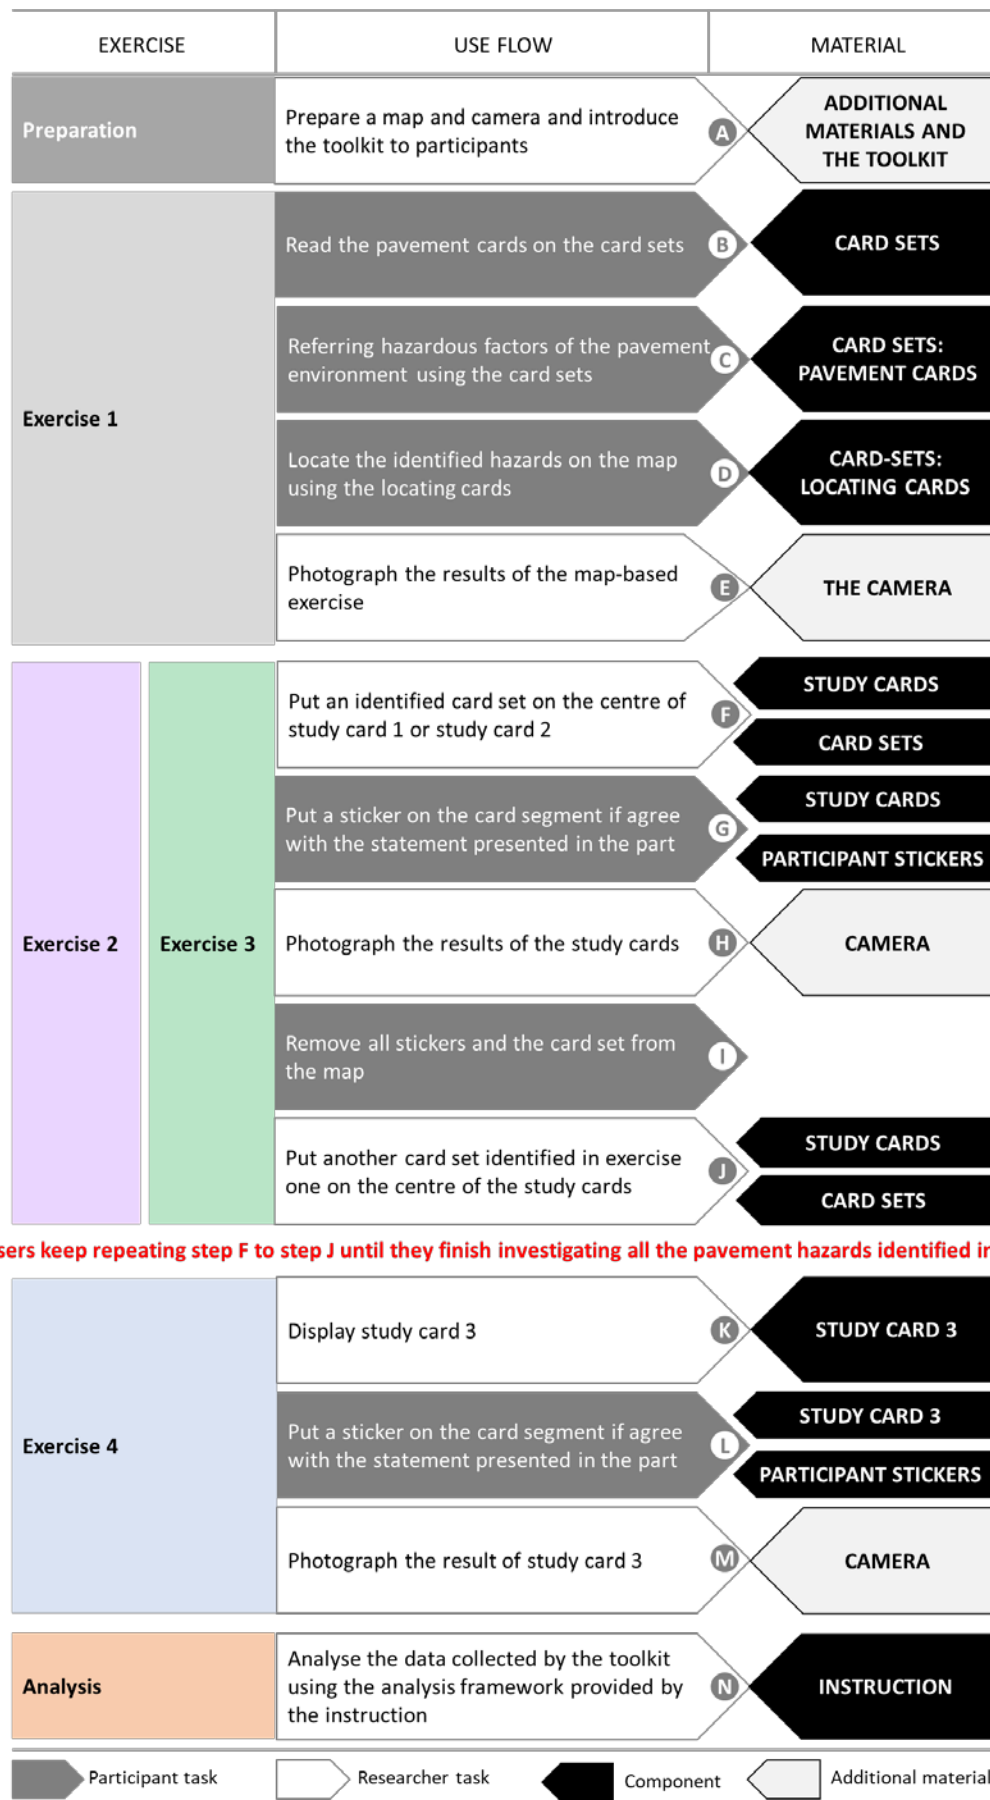 EXERCISE
USE FLOW
MATERIAL
Preparation
Prepare a map and camera and introduce
the toolkit to participants
A
ADDITIONAL
MATERIALS AND
THE TOOLKIT
Exercise 1
Read the pavement cards on the card sets
B
CARD SETS
Referring hazardous factors of the pavement
environment using the card sets
C
CARD SETS:
PAVEMENT CARDS
Locate the identified hazards on the map
using the locating cards
D
CARD-SETS:
LOCATING CARDS
Photograph the results of the map-based
exercise
E
THE CAMERA
Exercise 2
Exercise 3
Put an identified card set on the centre of
study card 1 or study card 2
F
STUDY CARDS
CARD SETS
Put a sticker on the card segment if agree
with the statement presented in the part
G
STUDY CARDS
PARTICIPANT STICKERS
Photograph the results of the study cards
H
CAMERA
Remove all stickers and the card set from
the map
I
Put another card set identified in exercise
one on the centre of the study cards
J
STUDY CARDS
CARD SETS
sers keep repeating step F to step J until they finish investigating all the pavement hazards identified in
Exercise 4
Display study card 3
K
STUDY CARD 3
Put a sticker on the card segment if agree
with the statement presented in the part
L
STUDY CARD 3
PARTICIPANT STICKERS
Photograph the result of study card 3
M
CAMERA
Analysis
Analyse the data collected by the toolkit
using the analysis framework provided by
the instruction
N
INSTRUCTION
Participant task
Researcher task
Component
Additional material